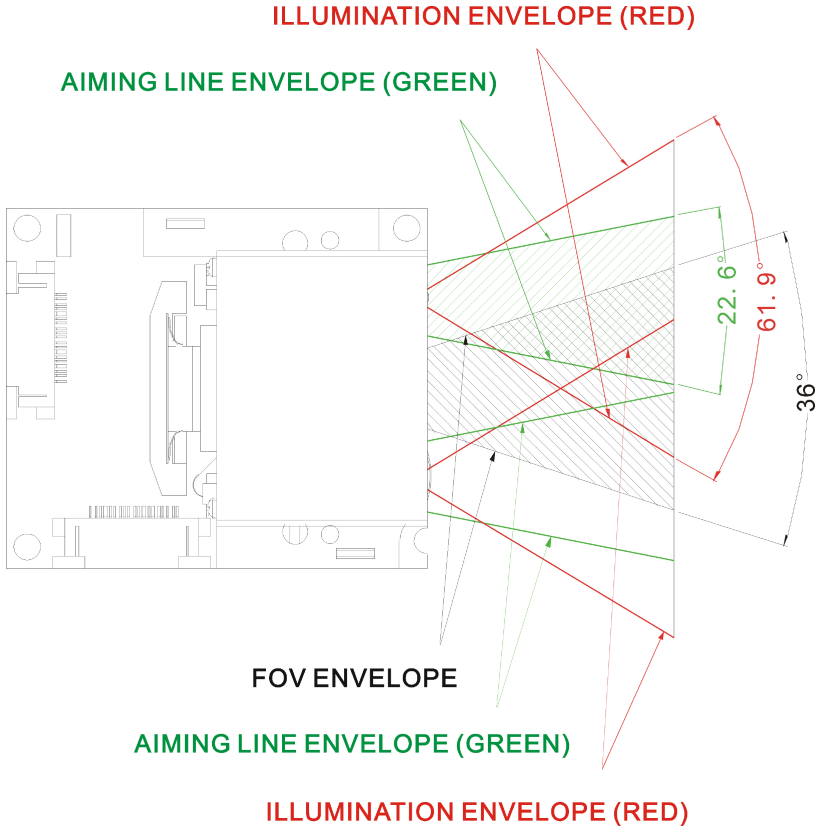 ILLUMINATION ENVELOPE (RED)
AIMING LINE ENVELOPE (GREEN)
22.6°
61.9°
36°
FOV ENVELOPE
AIMING LINE ENVELOPE (GREEN)
ILLUMINATION ENVELOPE (RED)